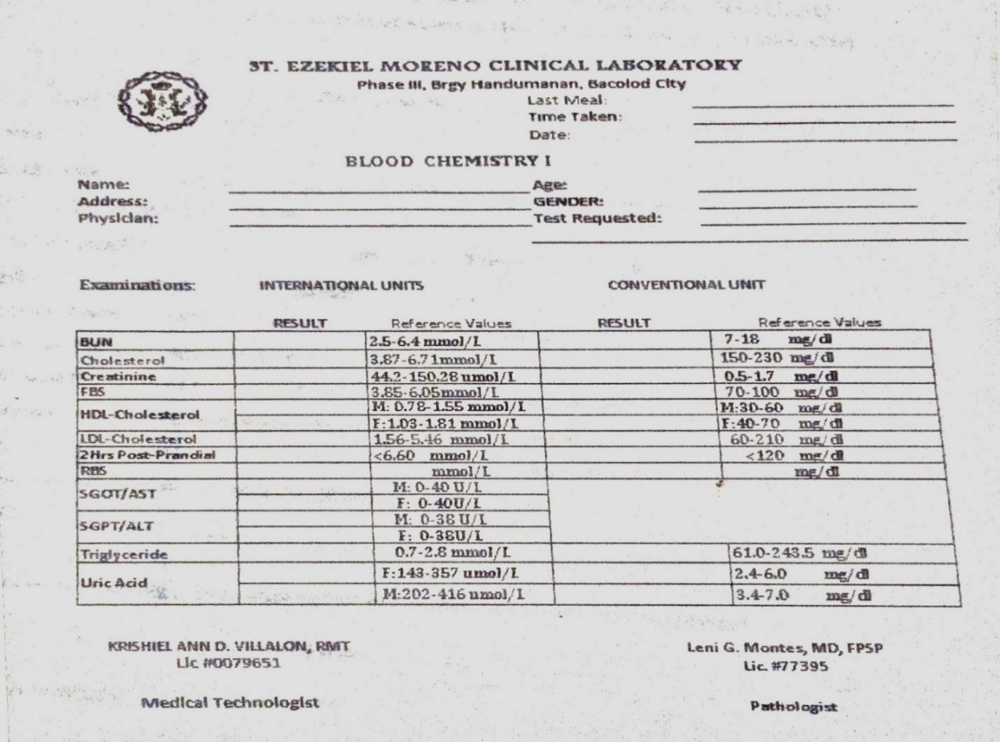 ST. EZEKIEL MORENO CLINICAL LABORATORY
Phase III, Brgy Handumanan, Bacolod City
Last Meal:
Time Taken:
Date:
BLOOD CHEMISTRY I
Name: Age:
Address: GENDER:
Physician: Test Requested:
Examinations: INTERNATIONAL UNITS CONVENTIONAL UNIT
RESULT Reference Values RESULT Reference Values
BUN 2.5-6.4 mmol/L 7-18 mg/dl
Cholesterol 3.87-6.71mmol/L 150-230 mg/dl
Creatinine 44.2-150.28 umol/L 0.5-1.7 mg/dl
FBS 3.85-6.05mmol/L 70-100 mg/dl
HDL-Cholesterol M: 0.78-1.55 mmol/L M:30-60 mg/dl
F:1.03-1.81 mmol/L F:40-70 mg/dl
LDL-Cholesterol 1.56-5.46 mmol/L 60-210 mg/dl
2Hrs Post-Prandial <6.60 mmol/L <120 mg/dl
RBS mmol/L mg/dl
SGOT/AST M: 0-40 U/L
F: 0-40U/L
SGPT/ALT M: 0-38 U/L
F: 0-38U/L
Triglyceride 0.7-2.8 mmol/L 61.0-243.5 mg/dl
Uric Acid F:143-357 umol/L 2.4-6.0 mg/dl
M:202-416 umol/L 3.4-7.0 mg/dl
KRISHIEL ANN D. VILLALON, RMT Leni G. Montes, MD, FPSP
Lic #0079651 Lic. #77395
Medical Technologist Pathologist